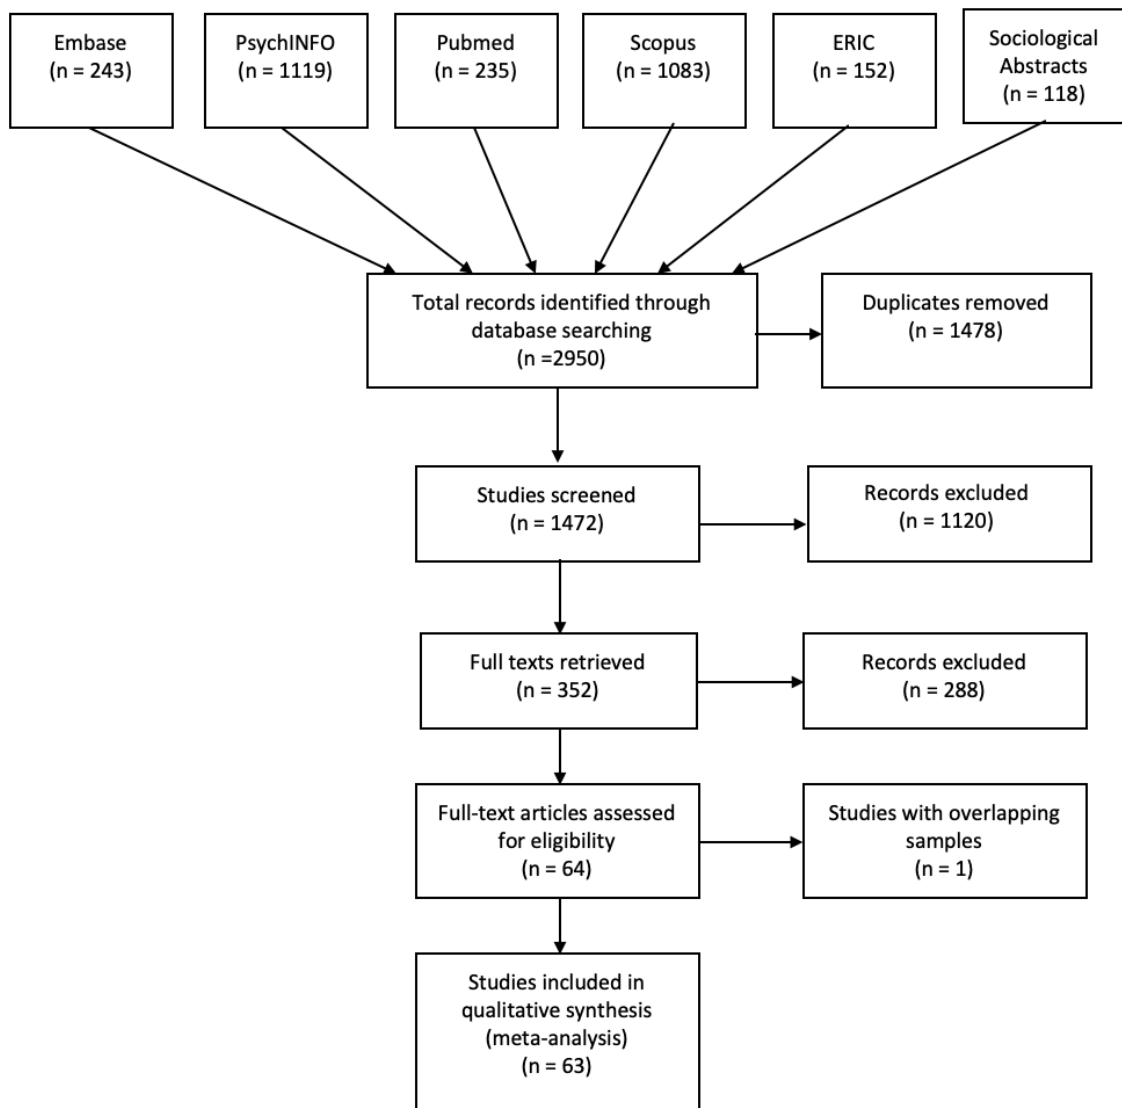 Embase
(n = 243)
PsychINFO
(n = 1119)
Pubmed
(n = 235)
Scopus
(n = 1083)
ERIC
(n = 152)
Sociological
Abstracts
(n = 118)
Total records identified through
database searching
(n =2950)
Duplicates removed
(n = 1478)
Studies screened
(n = 1472)
Records excluded
(n = 1120)
Full texts retrieved
(n = 352)
Records excluded
(n = 288)
Full-text articles assessed
for eligibility
(n = 64)
Studies with overlapping
samples
(n = 1)
Studies included in
qualitative synthesis
(meta-analysis)
(n = 63)